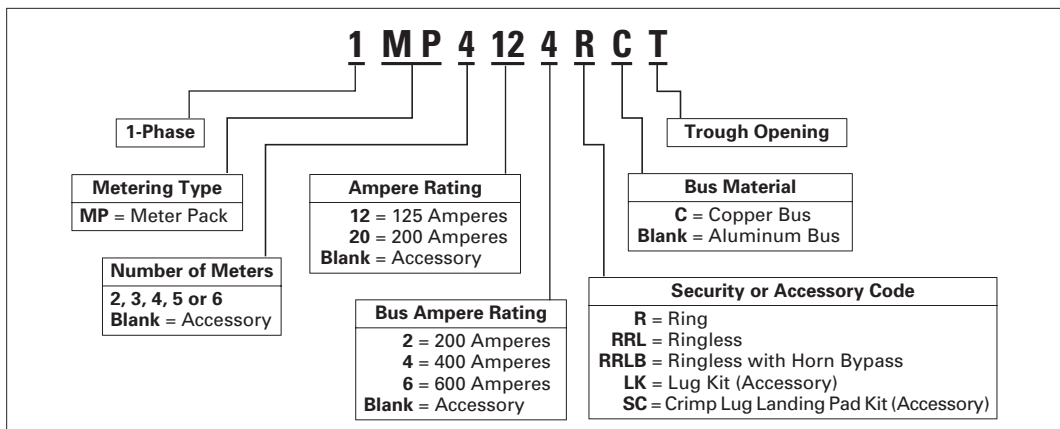 1 MP 4 12 4 R C T
1-Phase
Trough Opening
Metering Type
MP = Meter Pack
Ampere Rating
12 = 125 Amperes
20 = 200 Amperes
Blank = Accessory
Bus Material
C = Copper Bus
Blank = Aluminum Bus
Number of Meters
2, 3, 4, 5 or 6
Blank = Accessory
Bus Ampere Rating
2 = 200 Amperes
4 = 400 Amperes
6 = 600 Amperes
Blank = Accessory
Security or Accessory Code
R = Ring
RRL = Ringless
RRLB = Ringless with Horn Bypass
LK = Lug Kit (Accessory)
SC = Crimp Lug Landing Pad Kit (Accessory)